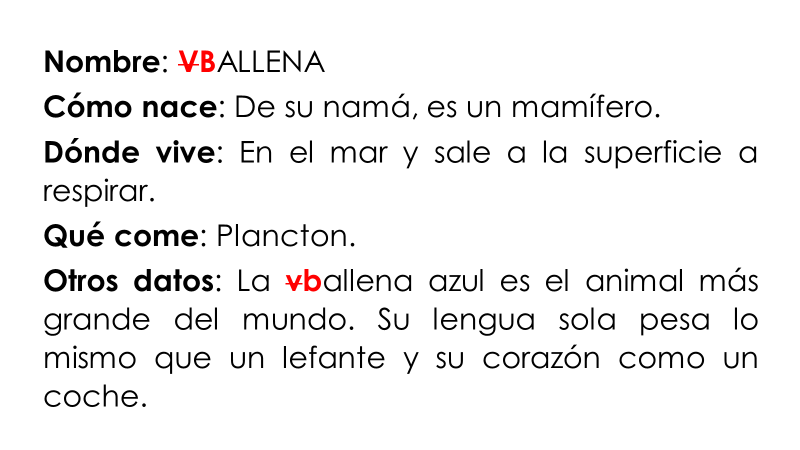 Nombre: VBALLENA
Cómo nace: De su namá, es un mamífero.
Dónde vive: En el mar y sale a la superficie a
respirar.
Qué come: Plancton.
Otros datos: La vballena azul es el animal más
grande del mundo. Su lengua sola pesa lo
mismo que un lefante y su corazón como un
coche.